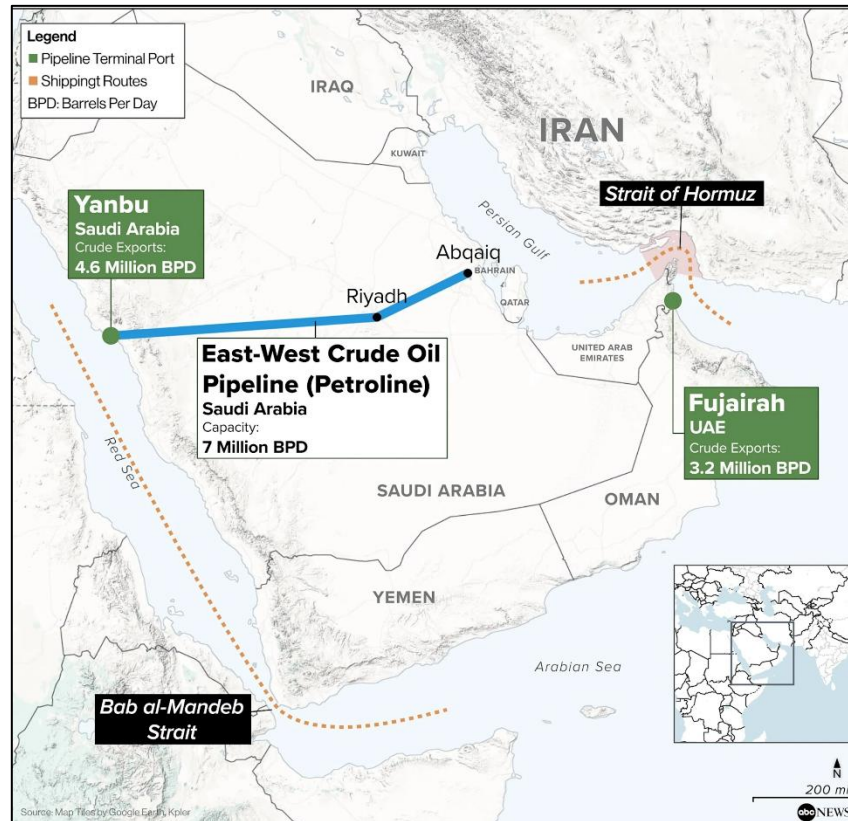 Legend
Pipeline Terminal Port
Shippingt Routes
BPD: Barrels Per Day
IRAQ
IRAN
KUWAIT
Strait of Hormuz
Yanbu
Saudi Arabia
Crude Exports:
4.6 Million BPD
Persian Gulf
Abqaiq
BAHRAIN
Riyadh
QATAR
East-West Crude Oil
Pipeline (Petroline)
Saudi Arabia
Capacity:
7 Million BPD
UNITED ARAB
EMIRATES
Fujairah
UAE
Crude Exports:
3.2 Million BPD
Red Sea
SAUDI ARABIA
OMAN
YEMEN
Arabian Sea
Bab al-Mandeb
Strait
N
200 mi
Source: Map Tiles by Google Earth, Kpler
abc NEWS